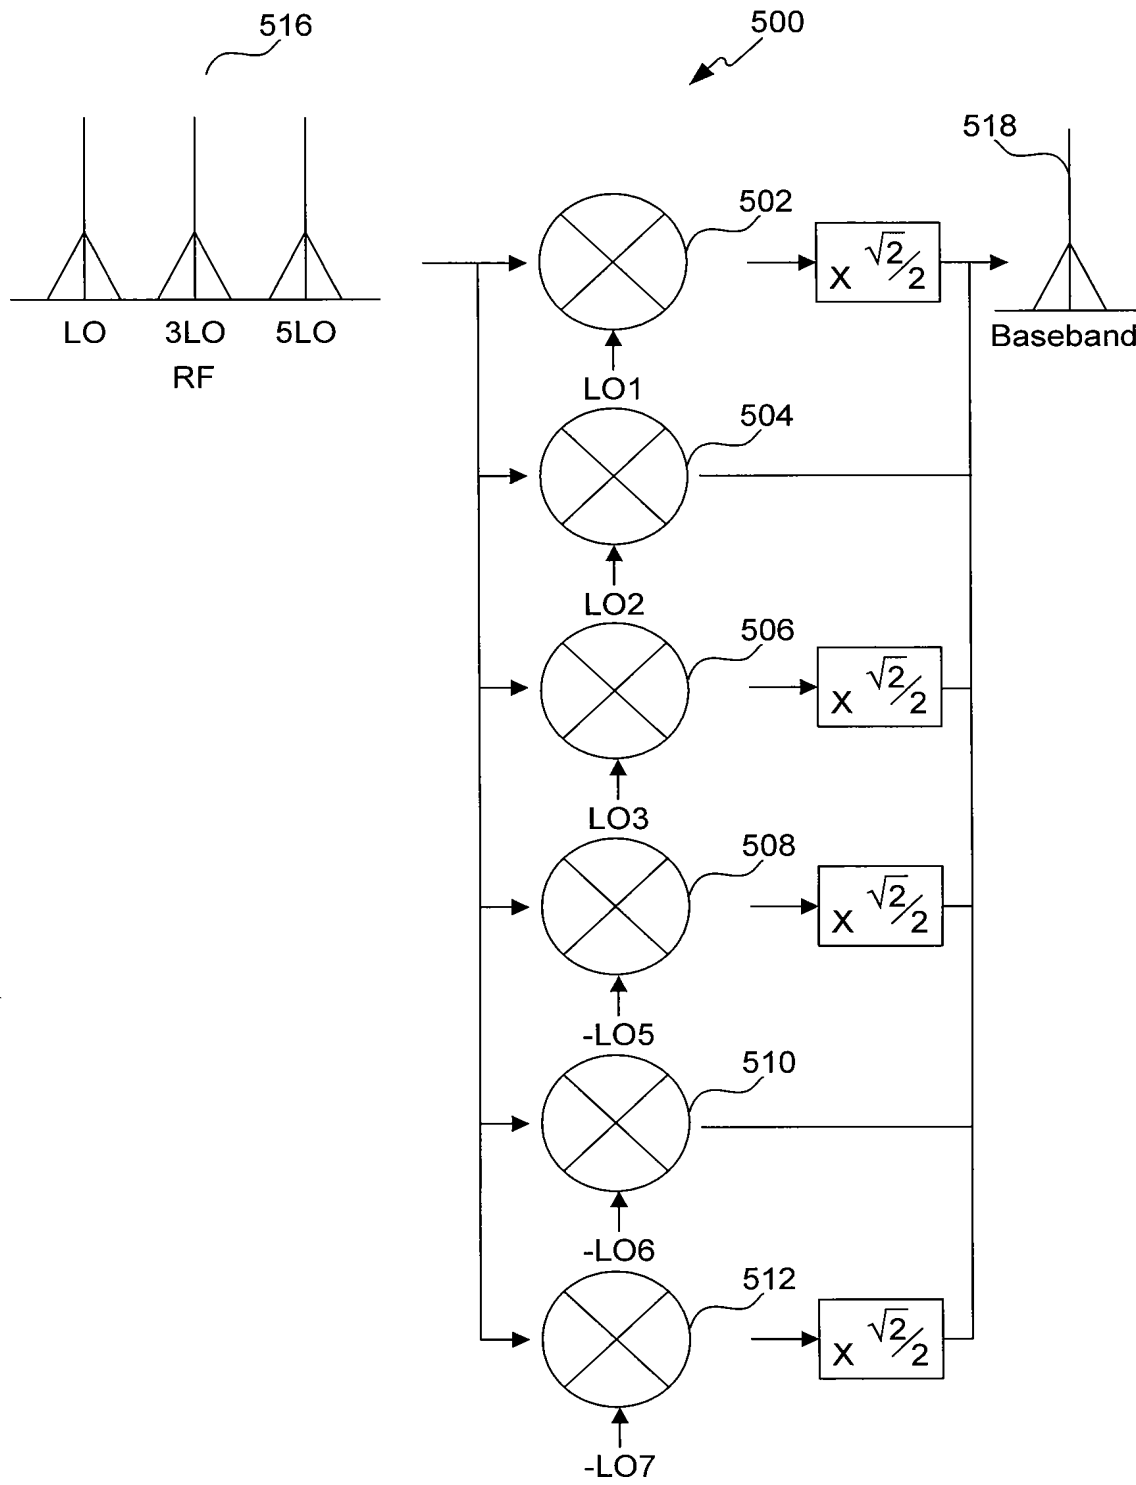 516
500
518
502
X √2/2
LO 3LO 5LO
RF
Baseband
LO1
504
LO2
506
X √2/2
LO3
508
X √2/2
-LO5
510
-LO6
512
X √2/2
-LO7